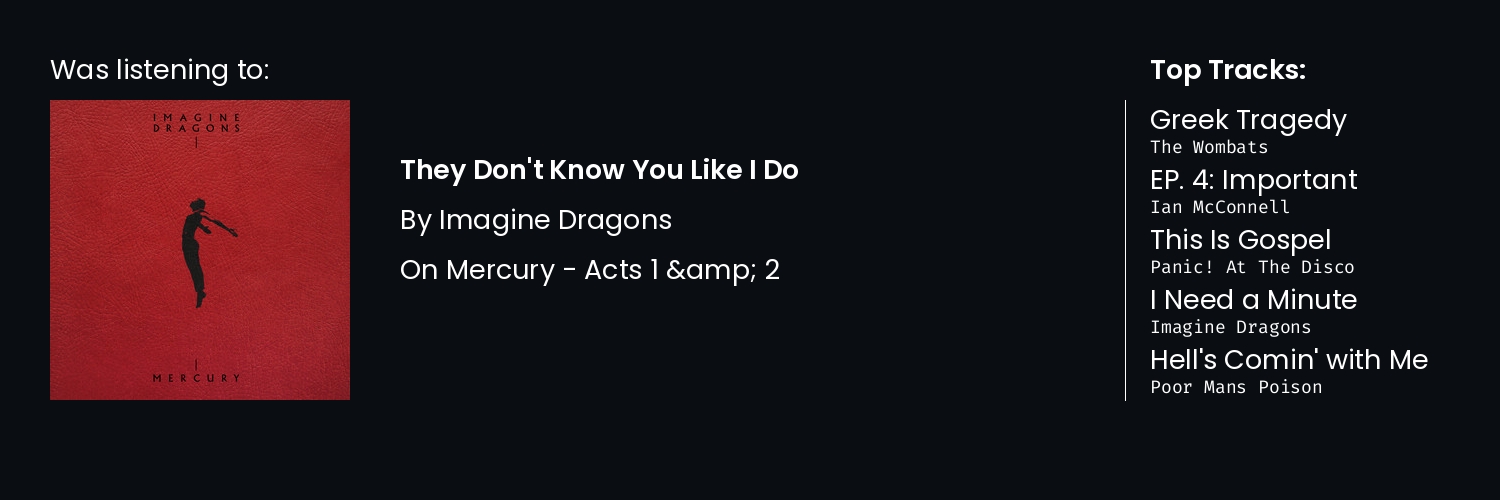 Was listening to:
IMAGINE
DRAGONS
MERCURY
They Don't Know You Like I Do
By Imagine Dragons
On Mercury - Acts 1 &amp; 2
Top Tracks:
Greek Tragedy
The Wombats
EP. 4: Important
Ian McConnell
This Is Gospel
Panic! At The Disco
I Need a Minute
Imagine Dragons
Hell's Comin' with Me
Poor Mans Poison